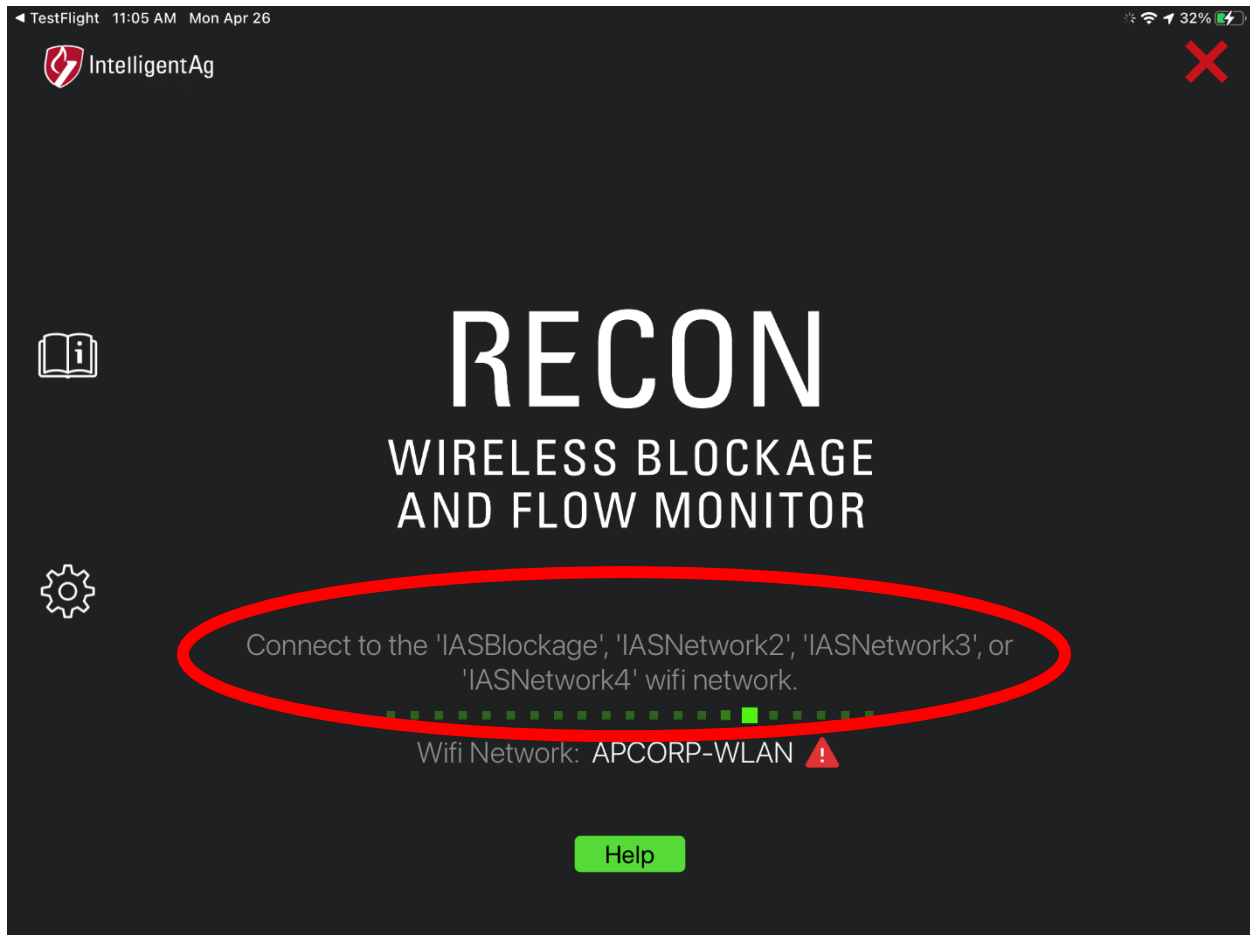 TestFlight 11:05 AM Mon Apr 26
32%
IntelligentAg
RECON
WIRELESS BLOCKAGE
AND FLOW MONITOR
Connect to the 'IASBlockage', 'IASNetwork2', 'IASNetwork3', or
'IASNetwork4' wifi network.
Wifi Network: APCORP-WLAN
Help